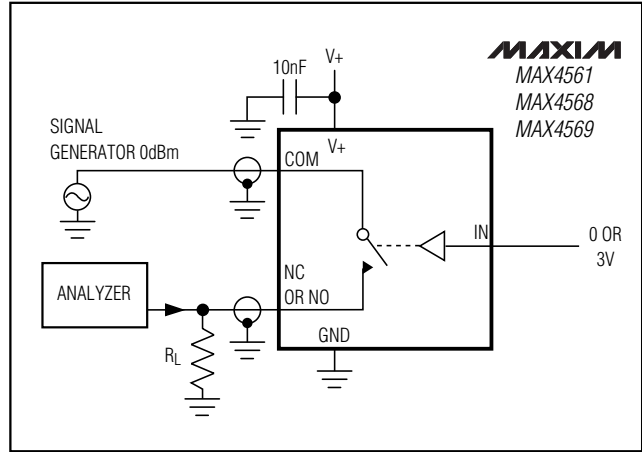 MAXIM
MAX4561
MAX4568
MAX4569
V+
10nF
SIGNAL
GENERATOR 0dBm
V+
COM
IN
0 OR
3V
NC
OR NO
ANALYZER
GND
RL